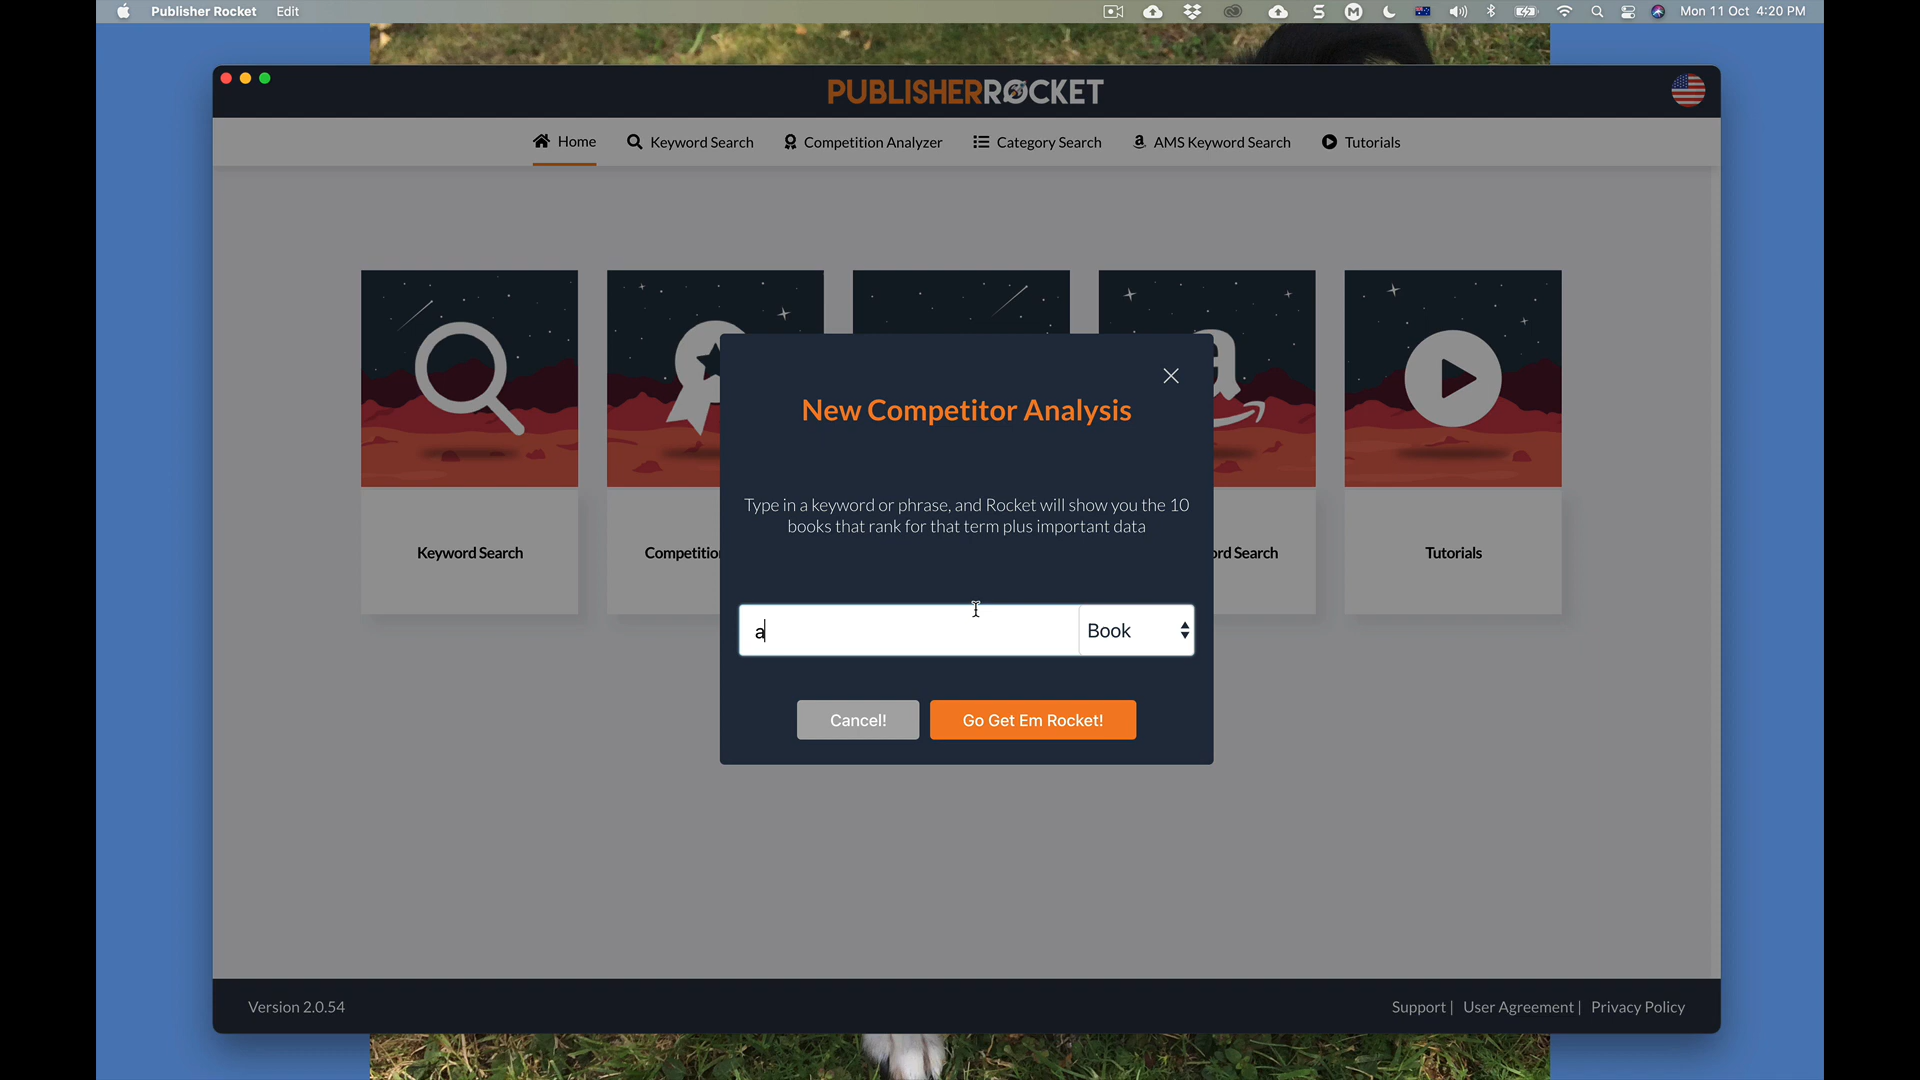 Publisher Rocket Edit
Mon 11 Oct 4:20 PM
PUBLISHERROCKET
Home Keyword Search Competition Analyzer Category Search AMS Keyword Search Tutorials
New Competitor Analysis
Type in a keyword or phrase, and Rocket will show you the 10
books that rank for that term plus important data
Keyword Search
Competitio
rd Search
Tutorials
a
Book
Cancel!
Go Get Em Rocket!
Version 2.0.54
Support | User Agreement | Privacy Policy